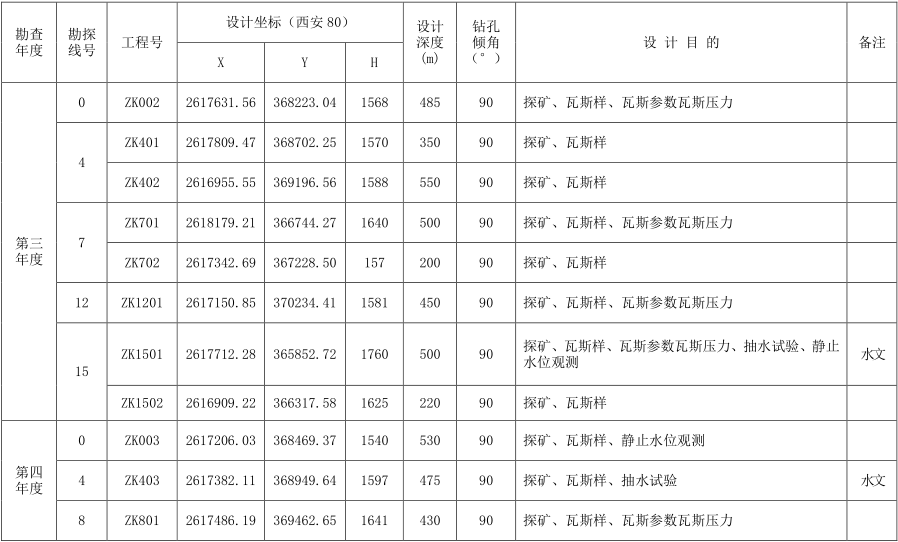 勘查年度 勘探线号 工程号 设计坐标（西安80） 设计深度(m) 钻孔倾角（°） 设计目的 备注
X Y H
第三年度 0 ZK002 2617631.56 368223.04 1568 485 90 探矿、瓦斯样、瓦斯参数瓦斯压力
4 ZK401 2617809.47 368702.25 1570 350 90 探矿、瓦斯样
ZK402 2616955.55 369196.56 1588 550 90 探矿、瓦斯样
7 ZK701 2618179.21 366744.27 1640 500 90 探矿、瓦斯样、瓦斯参数瓦斯压力
ZK702 2617342.69 367228.50 157 200 90 探矿、瓦斯样
12 ZK1201 2617150.85 370234.41 1581 450 90 探矿、瓦斯样、瓦斯参数瓦斯压力
15 ZK1501 2617712.28 365852.72 1760 500 90 探矿、瓦斯样、瓦斯参数瓦斯压力、抽水试验、静止水位观测 水文
ZK1502 2616909.22 366317.58 1625 220 90 探矿、瓦斯样
第四年度 0 ZK003 2617206.03 368469.37 1540 530 90 探矿、瓦斯样、静止水位观测
4 ZK403 2617382.11 368949.64 1597 475 90 探矿、瓦斯样、抽水试验 水文
8 ZK801 2617486.19 369462.65 1641 430 90 探矿、瓦斯样、瓦斯参数瓦斯压力